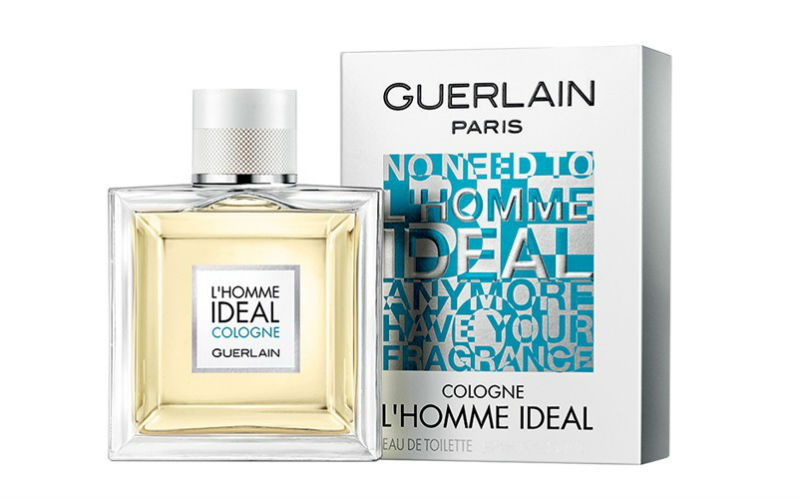 L'HOMME
IDEAL
COLOGNE
GUERLAIN
GUERLAIN
PARIS
NO NEED TO
L'HOMME
IDEAL
ANYMORE
HAVE YOUR
FRAGRANCE
COLOGNE
L'HOMME IDEAL
EAU DE TOILETTE